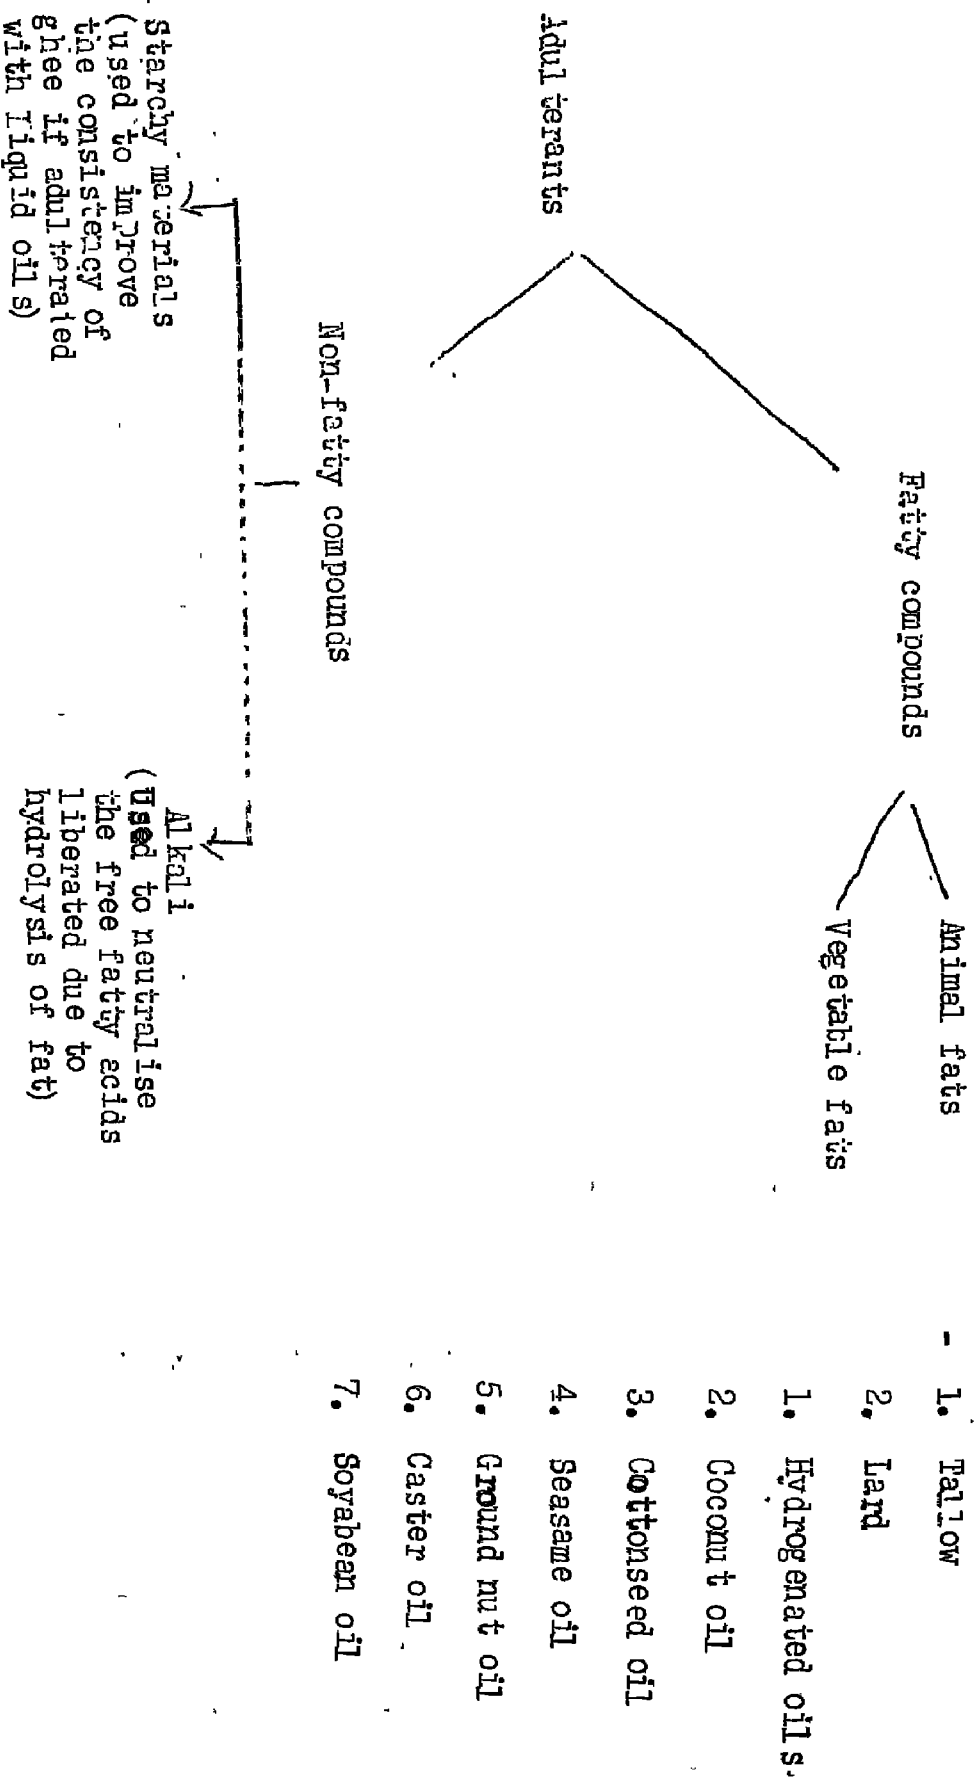 Animal fats - 1. Tallow
2. Lard
Fatty compounds
Vegetable fats 1. Hydrogenated oils.
2. Coconut oil
3. Cottonseed oil
Adulterants
4. Seasame oil
5. Ground nut oil
6. Caster oil
Non-fatty compounds
7. Soyabean oil
Starchy materials
(used to improve
the consistency of
ghee if adulterated
with liquid oils)
Alkali
(Used to neutralise
the free fatty acids
liberated due to
hydrolysis of fat)